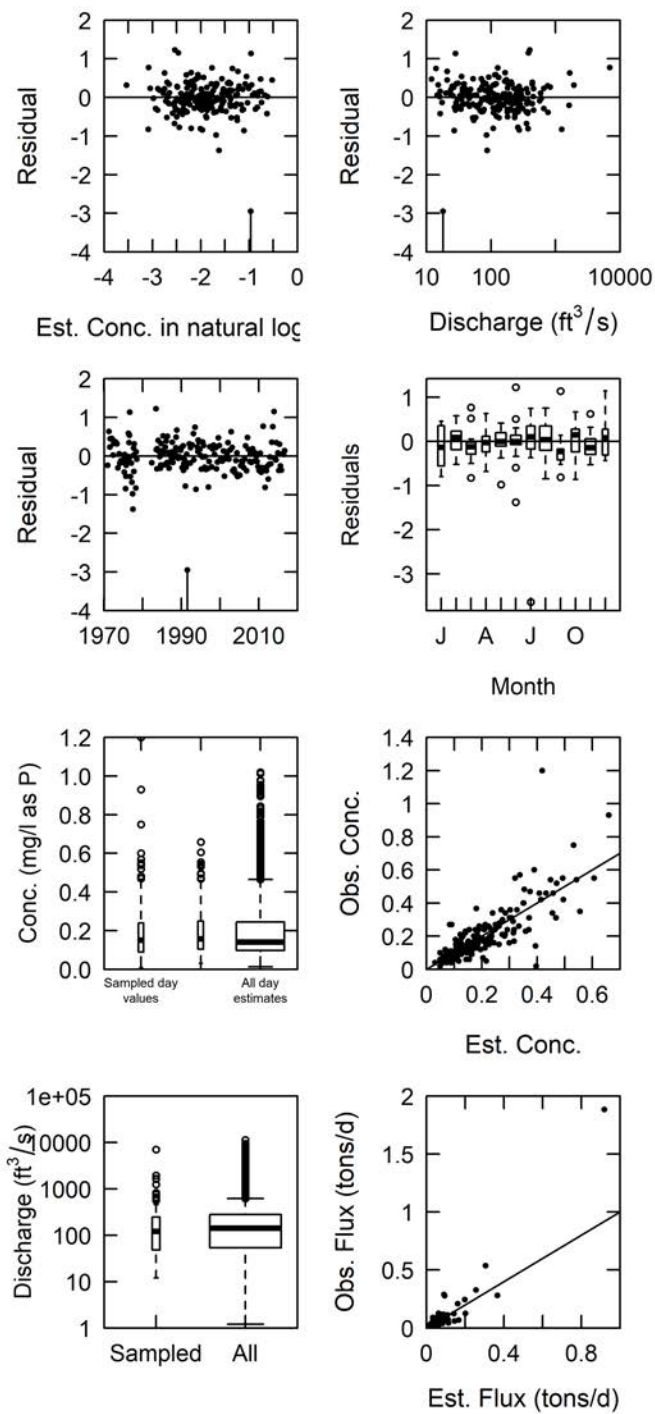 Residual
2
1
0
-1
-2
-3
-4
-4 -3 -2 -1 0
Est. Conc. in natural log
Residual
2
1
0
-1
-2
-3
-4
10 100 10000
Discharge (ft³/s)
Residual
2
1
0
-1
-2
-3
-4
1970 1990 2010
Residuals
1
0
-1
-2
-3
J A J O
Month
Conc. (mg/l as P)
1.2
1.0
0.8
0.6
0.4
0.2
0.0
Sampled day values
All day estimates
Obs. Conc.
1.4
1.2
1
0.8
0.6
0.4
0.2
0
0 0.2 0.4 0.6
Est. Conc.
Discharge (ft³/s)
1e+05
10000
1000
100
10
1
Sampled All
Obs. Flux (tons/d)
2
1.5
1
0.5
0
0 0.4 0.8
Est. Flux (tons/d)